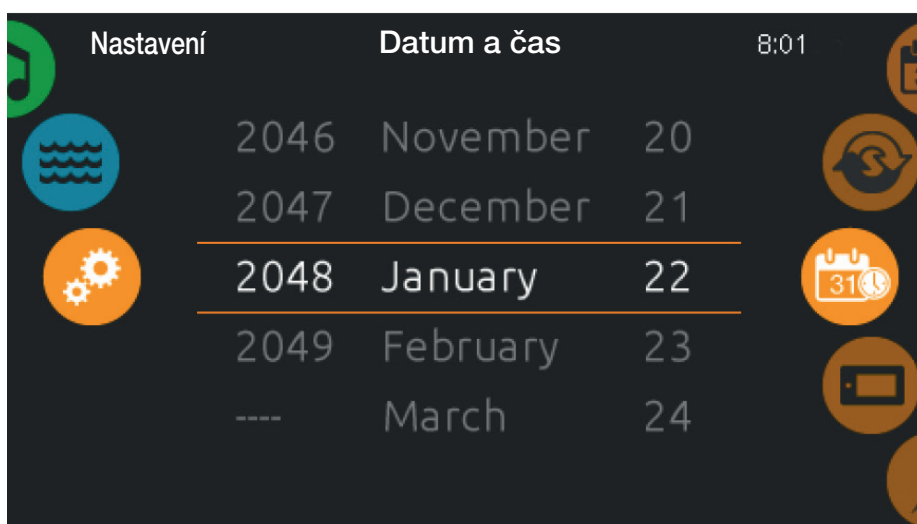 Nastavení Datum a čas 8:01
2046 November 20
2047 December 21
2048 January 22
31
2049 February 23
---- March 24